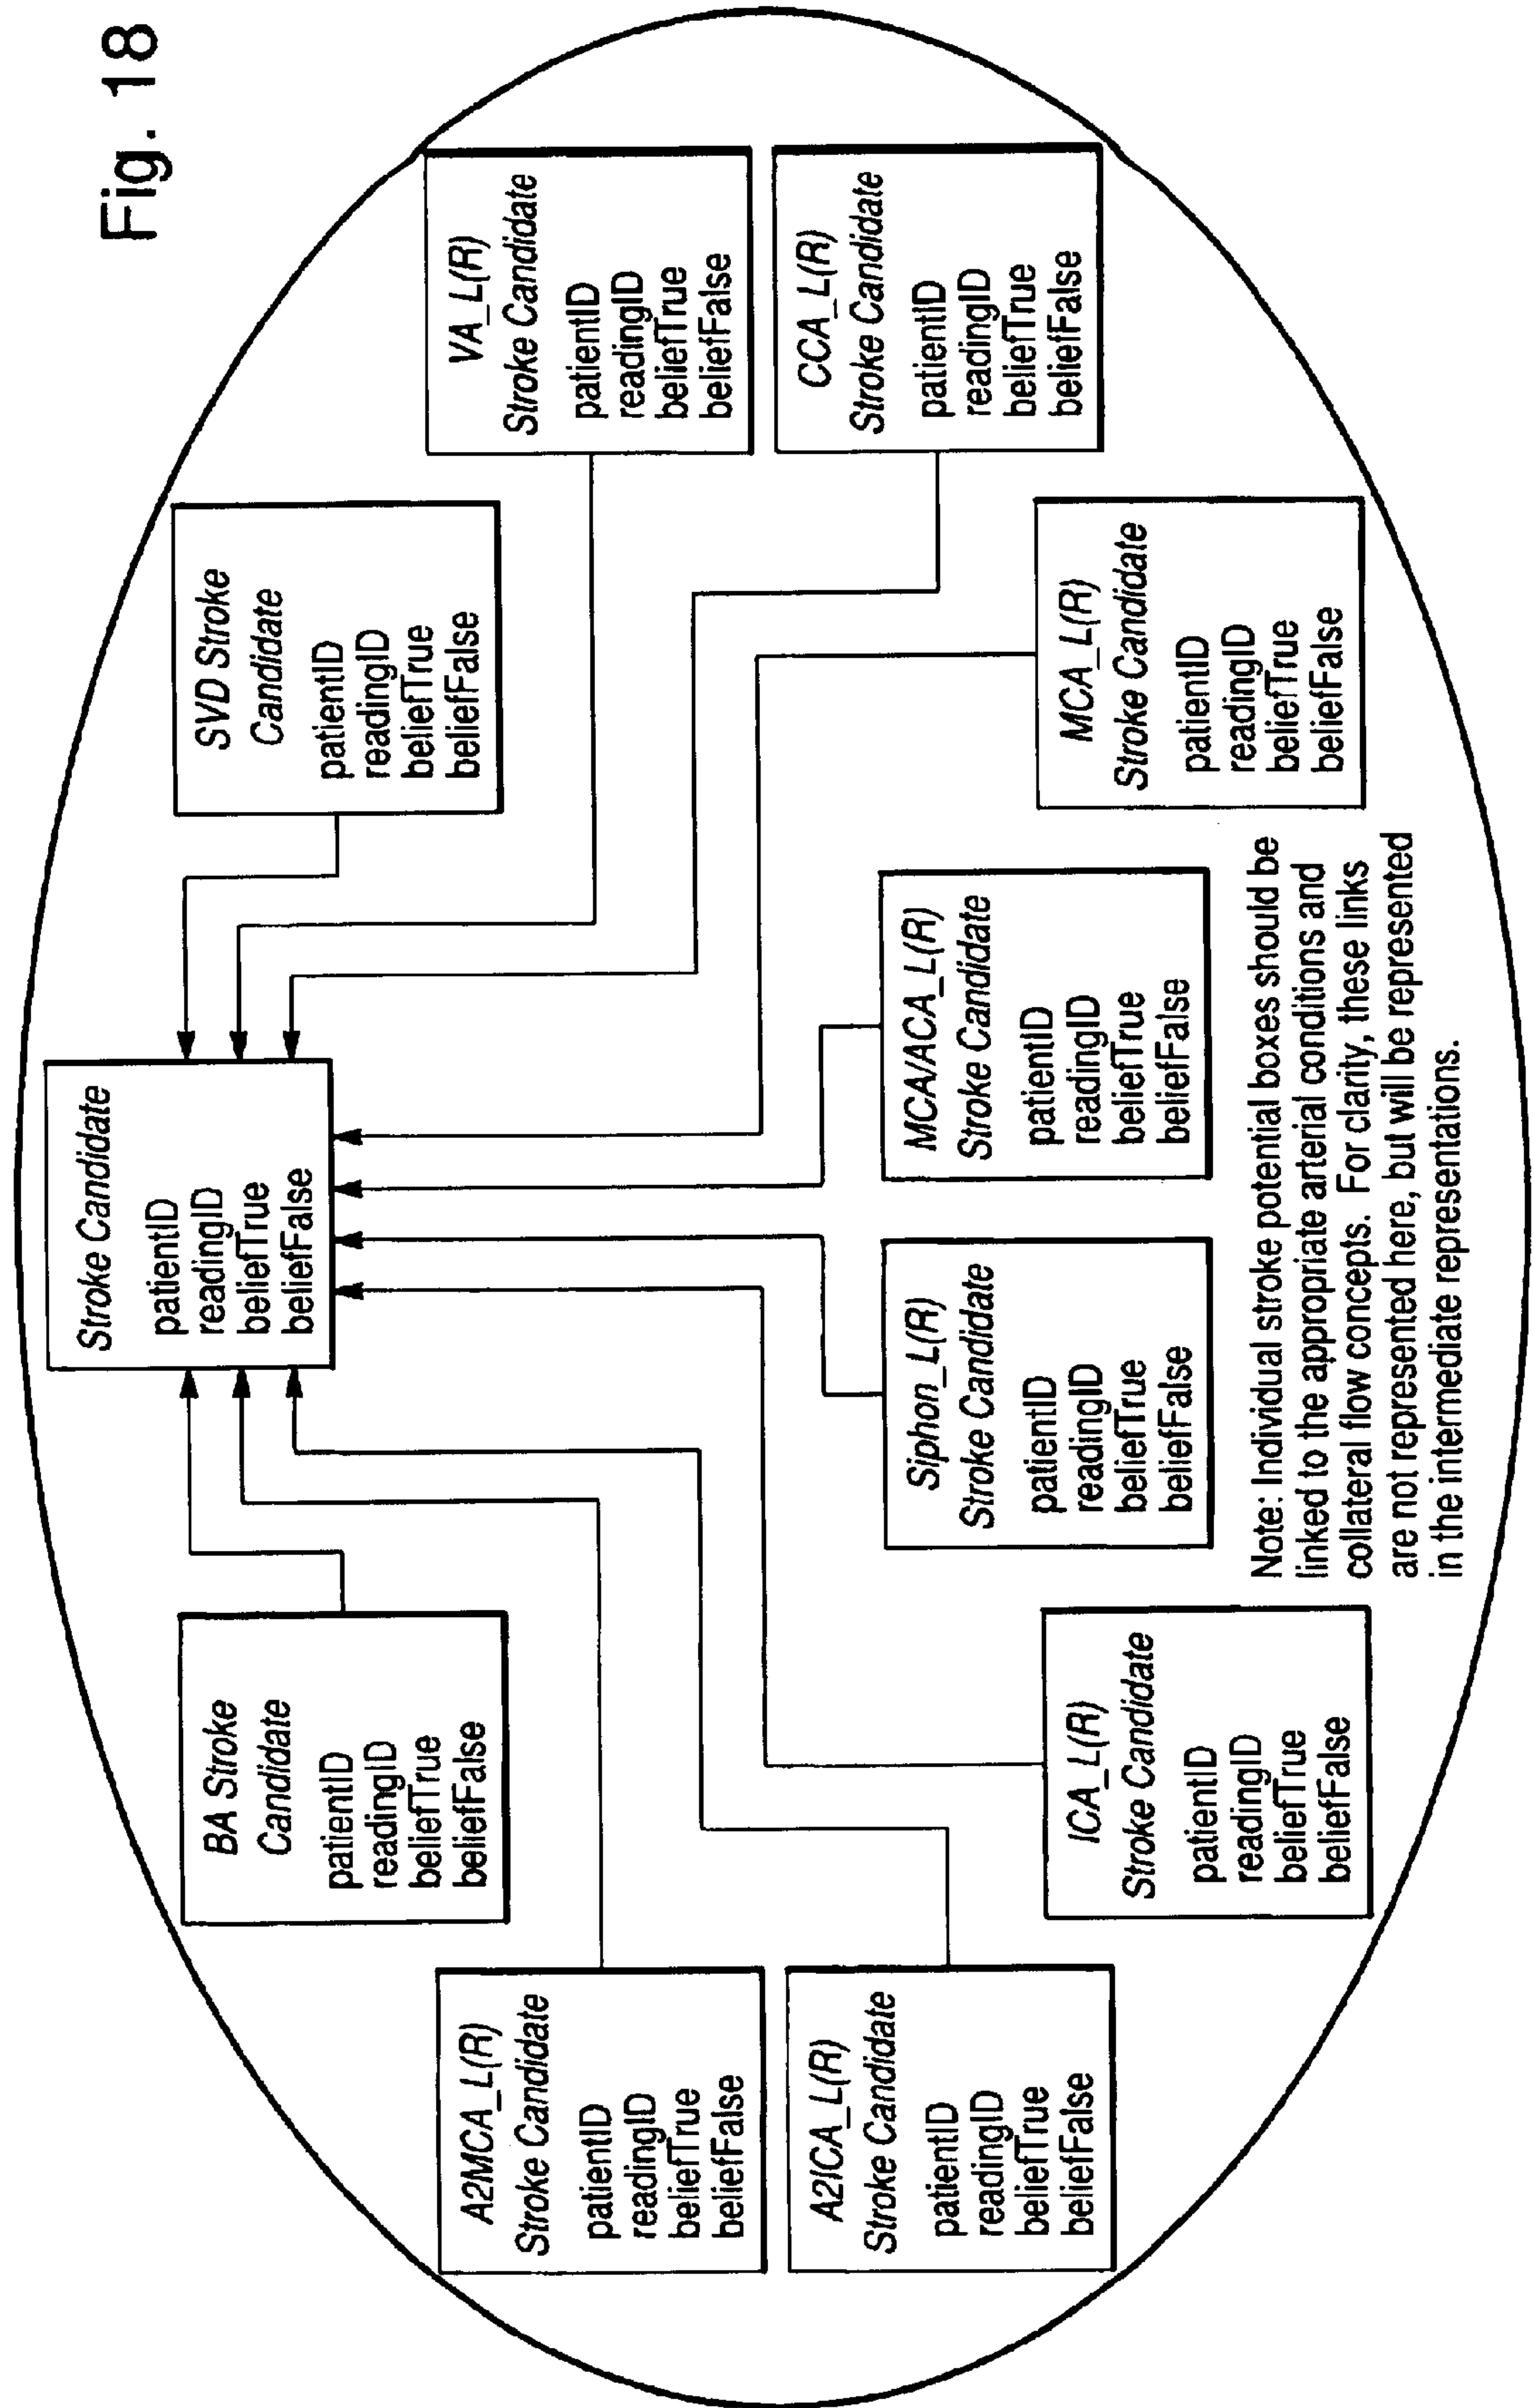 Fig. 18
Stroke Candidate
patientID
readingID
beliefTrue
beliefFalse
BA Stroke
Candidate
patientID
readingID
beliefTrue
beliefFalse
SVD Stroke
Candidate
patientID
readingID
beliefTrue
beliefFalse
A2MCA_L(R)
Stroke Candidate
patientID
readingID
beliefTrue
beliefFalse
VA_L(R)
Stroke Candidate
patientID
readingID
beliefTrue
beliefFalse
A2ICA_L(R)
Stroke Candidate
patientID
readingID
beliefTrue
beliefFalse
CCA_L(R)
Stroke Candidate
patientID
readingID
beliefTrue
beliefFalse
ICA_L(R)
Stroke Candidate
patientID
readingID
beliefTrue
beliefFalse
Siphon_L(R)
Stroke Candidate
patientID
readingID
beliefTrue
beliefFalse
MCA/ACA_L(R)
Stroke Candidate
patientID
readingID
beliefTrue
beliefFalse
MCA_L(R)
Stroke Candidate
patientID
readingID
beliefTrue
beliefFalse
Note: Individual stroke potential boxes should be
linked to the appropriate arterial conditions and
collateral flow concepts. For clarity, these links
are not represented here, but will be represented
in the intermediate representations.